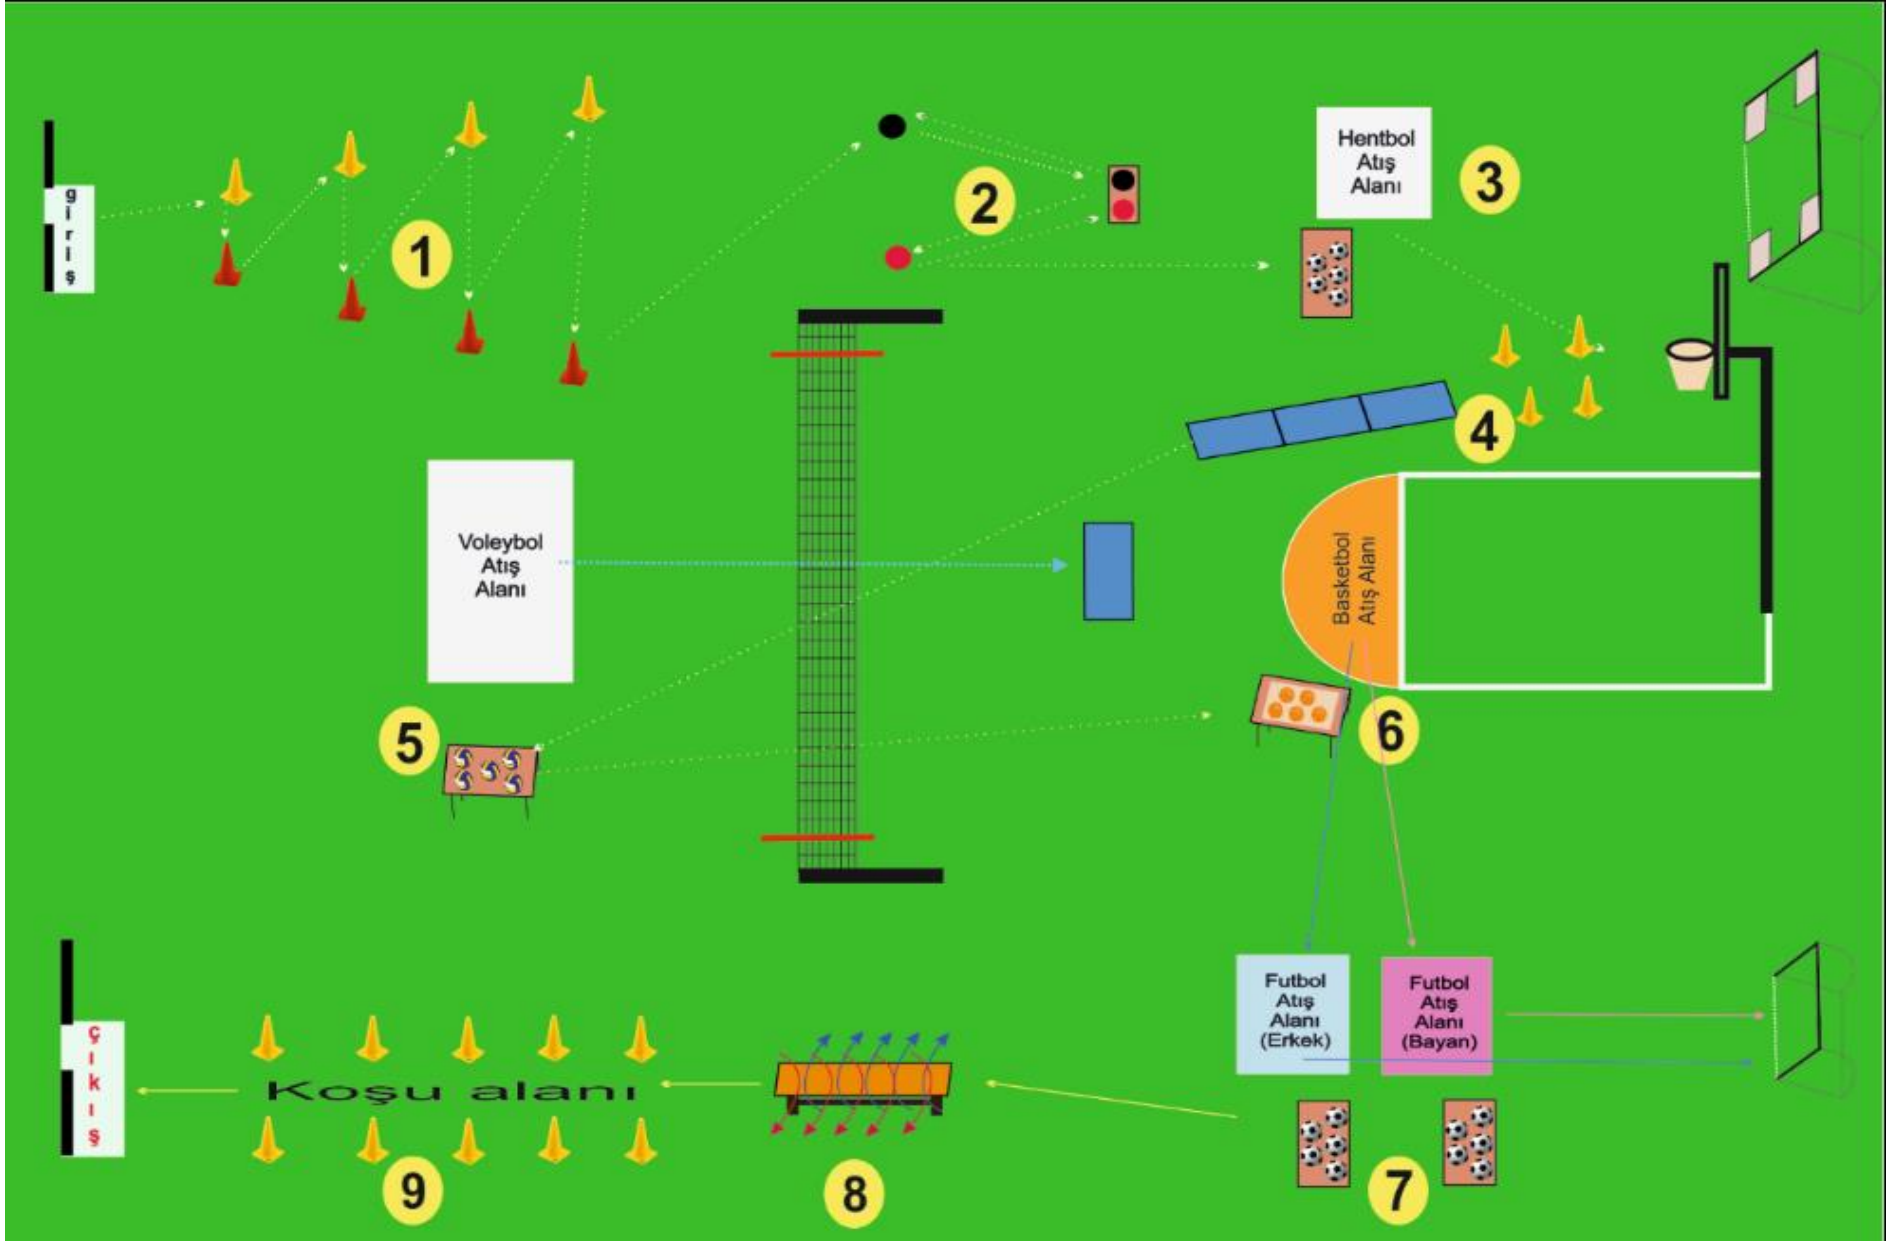 giriş
1
2
Hentbol
Atış
Alanı
3
4
Voleybol
Atış
Alanı
5
Basketbol
Atış Alanı
6
Futbol
Atış
Alanı
(Erkek)
Futbol
Atış
Alanı
(Bayan)
7
8
Koşu alanı
9
çıkış